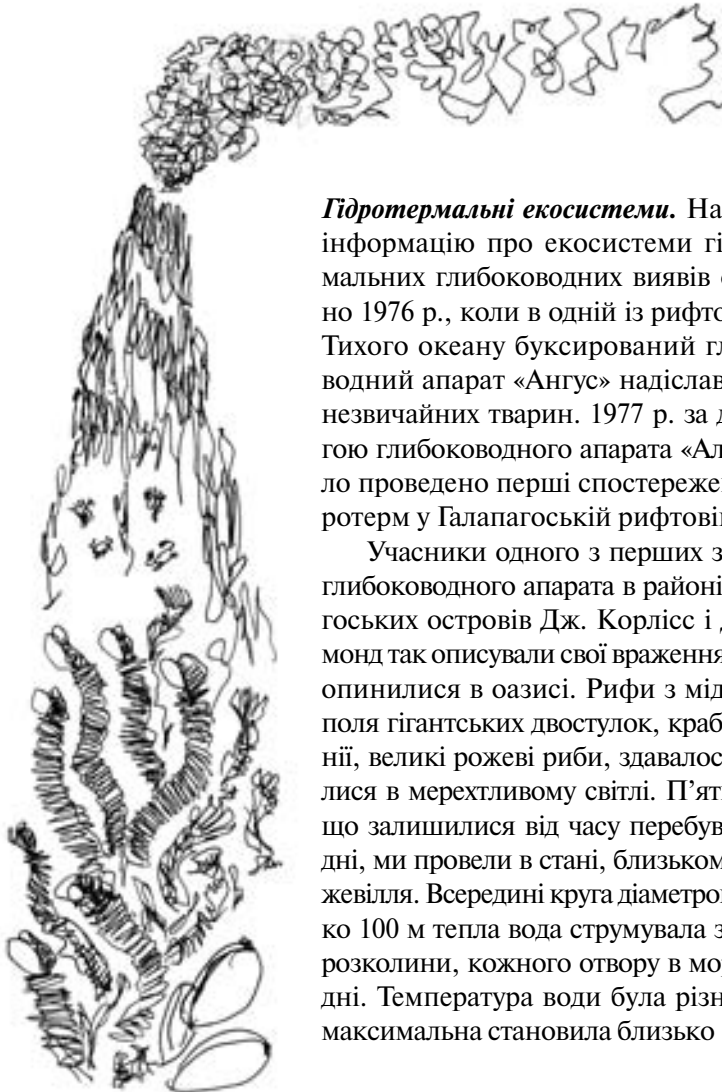 Гідротермальні екосистеми. На
інформацію про екосистеми гі
мальних глибоководних виявів
но 1976 р., коли в одній із рифто
Тихого океану буксирований гл
водний апарат «Ангус» надіслав
незвичайних тварин. 1977 р. за д
гою глибоководного апарата «Ал
ло проведено перші спостереже
ротерм у Галапагоській рифтові
Учасники одного з перших з
глибоководного апарата в районі
гоських островів Дж. Корлісс і
монд так описували свої враження
опинилися в оазисі. Рифи з мід
поля гігантських двостулок, краб
нії, великі рожеві риби, здавалос
лися в мерехтливому світлі. П’ят
що залишилися від часу перебув
дні, ми провели в стані, близьком
жевілля. Всередині круга діаметро
ко 100 м тепла вода струмувала з
розколини, кожного отвору в мор
дні. Температура води була різн
максимальна становила близько